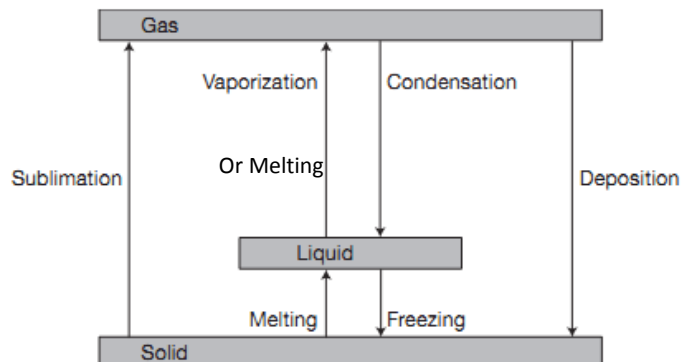 Gas
Vaporization
Condensation
Or Melting
Sublimation
Deposition
Liquid
Melting
Freezing
Solid